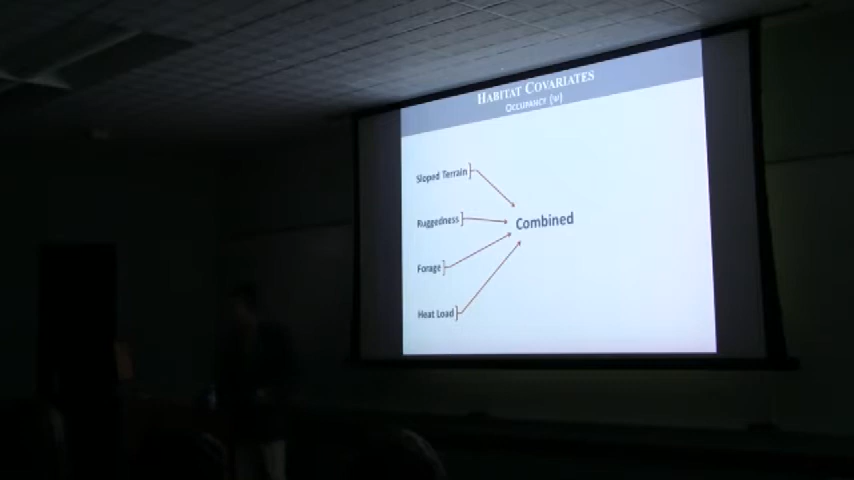 HABITAT COVARIATES
OCCUPANCY (Ψ)
Sloped Terrain
Ruggedness
Combined
Forage
Heat Load